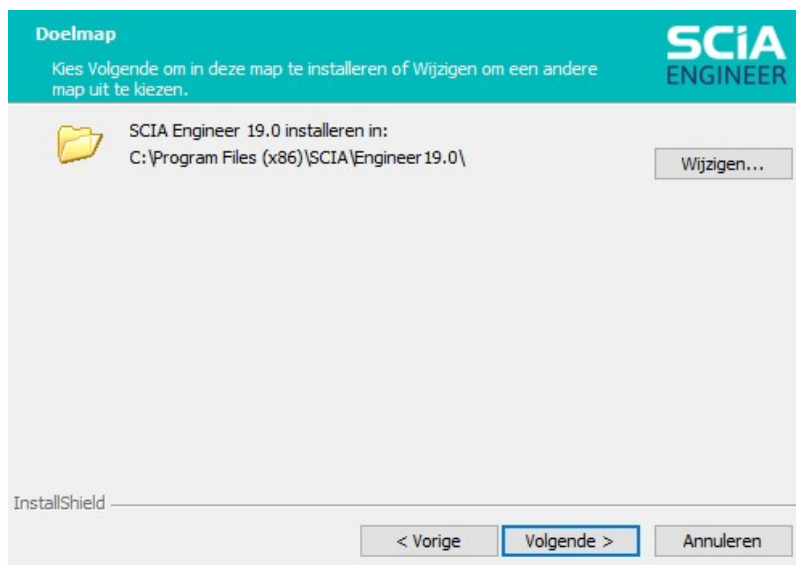 Doelmap
Kies Volgende om in deze map te installeren of Wijzigen om een andere
map uit te kiezen.
SCiA
ENGINEER
SCIA Engineer 19.0 installeren in:
C:\Program Files (x86)\SCIA\Engineer19.0\
Wijzigen...
InstallShield
< Vorige
Volgende >
Annuleren